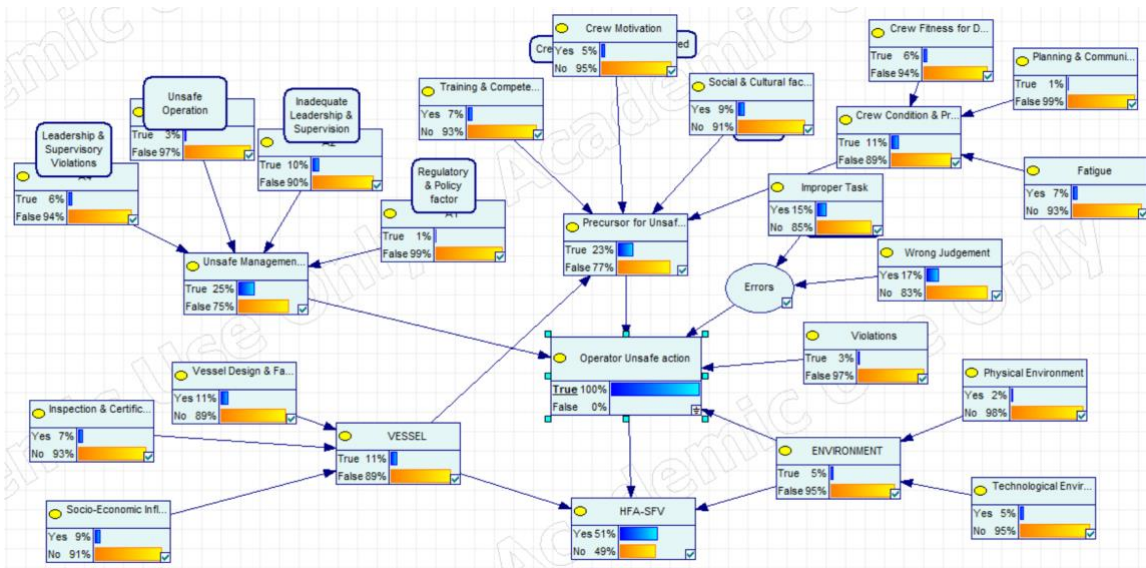 Crew Motivation
Yes 5%
No 95%
Cre
ed
Crew Fitness for D...
True 6%
False 94%
Planning & Communi...
True 1%
False 99%
Training & Compete...
Yes 7%
No 93%
Social & Cultural fac...
Yes 9%
No 91%
Unsafe
Operation
True 3%
False 97%
Inadequate
Leadership &
Supervision
A2
True 10%
False 90%
Leadership &
Supervisory
Violations
A4
True 6%
False 94%
Regulatory
& Policy
factor
A1
True 1%
False 99%
Crew Condition & Pr...
True 11%
False 89%
Fatigue
Yes 7%
No 93%
Improper Task
Yes 15%
No 85%
Precursor for Unsaf...
True 23%
False 77%
Unsafe Managemen...
True 25%
False 75%
Wrong Judgement
Yes 17%
No 83%
Errors
Operator Unsafe action
True 100%
False 0%
Violations
True 3%
False 97%
Vessel Design & Fa...
Yes 11%
No 89%
Physical Environment
Yes 2%
No 98%
Inspection & Certific...
Yes 7%
No 93%
VESSEL
True 11%
False 89%
ENVIRONMENT
True 5%
False 95%
Technological Envir...
Yes 5%
No 95%
Socio-Economic Infl...
Yes 9%
No 91%
HFA-SFV
Yes 51%
No 49%